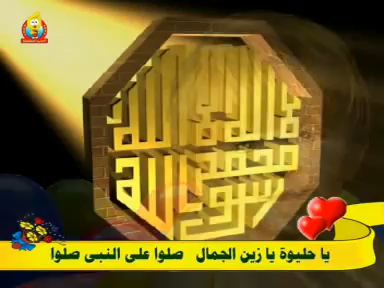 لا إله إلا الله
محمد
رسول الله
يا حليوة يا زين الجمال صلوا على النبى صلوا